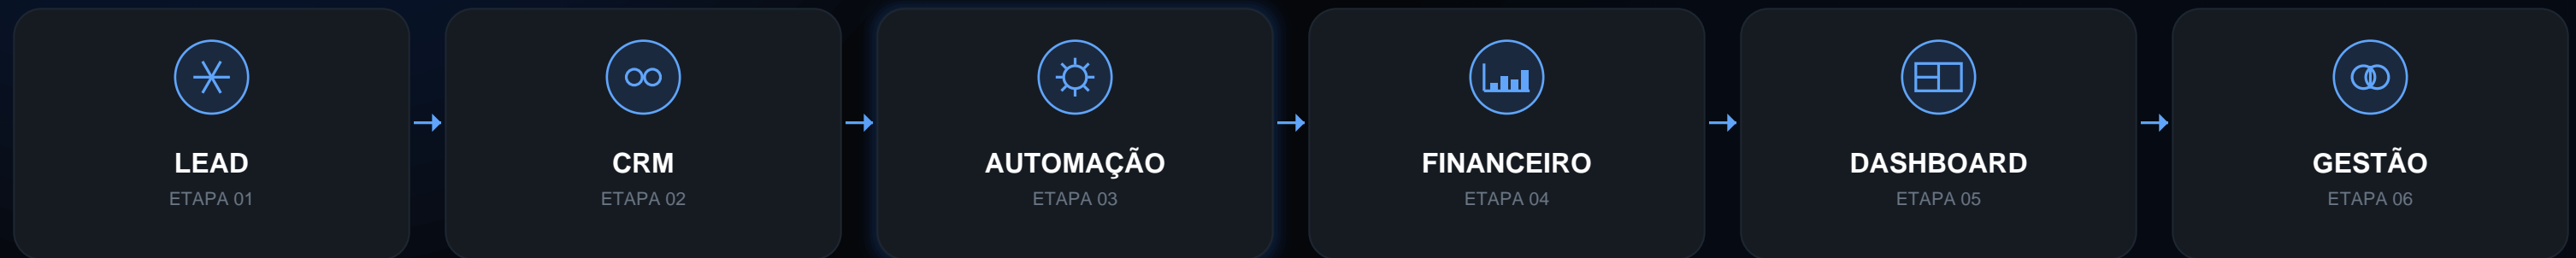 LEAD
ETAPA 01
CRM
ETAPA 02
AUTOMAÇÃO
ETAPA 03
FINANCEIRO
ETAPA 04
DASHBOARD
ETAPA 05
GESTÃO
ETAPA 06